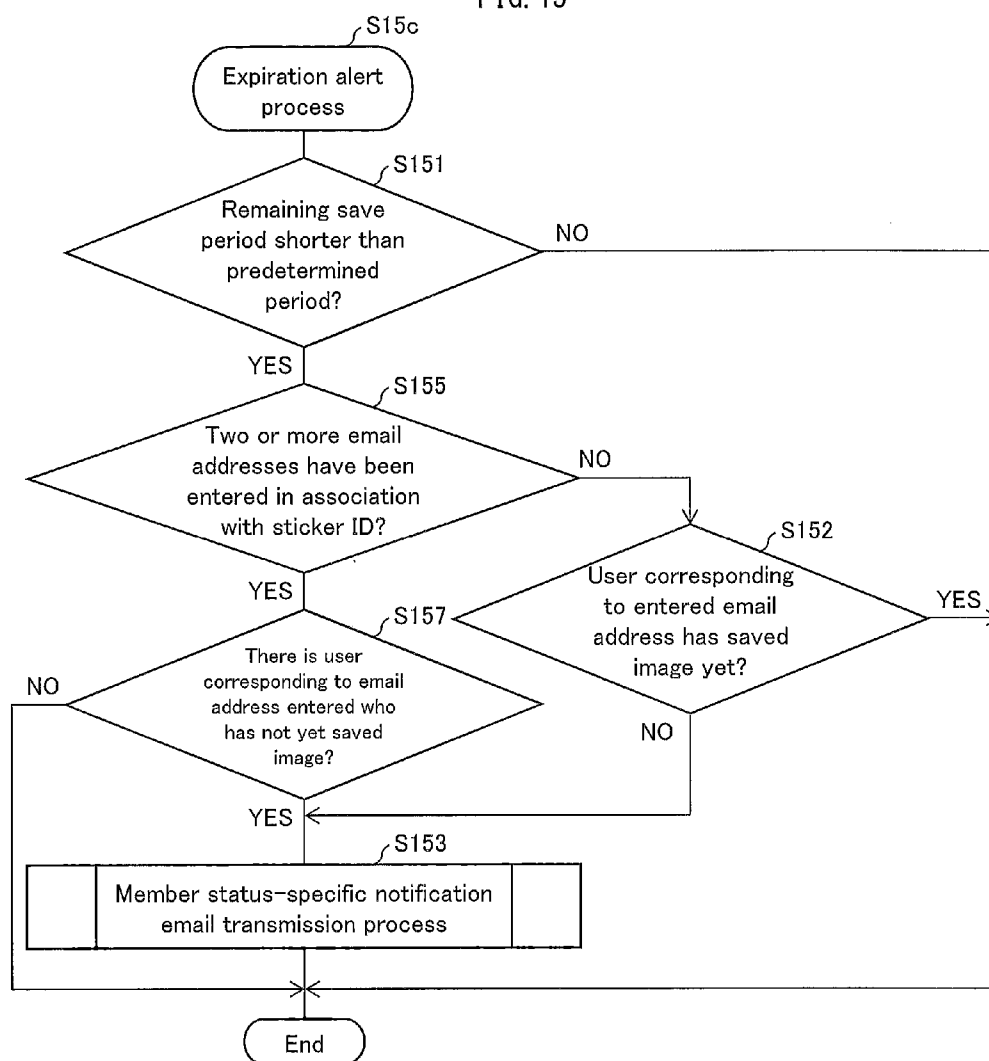 FIG. 19
S15c
Expiration alert
process
S151
Remaining save
period shorter than
predetermined
period?
NO
YES
S155
Two or more email
addresses have been
entered in association
with sticker ID?
NO
YES
S152
User corresponding
to entered email
address has saved
image yet?
YES
NO
S157
There is user
corresponding to email
address entered who
has not yet saved
image?
NO
YES
S153
Member status-specific notification
email transmission process
End